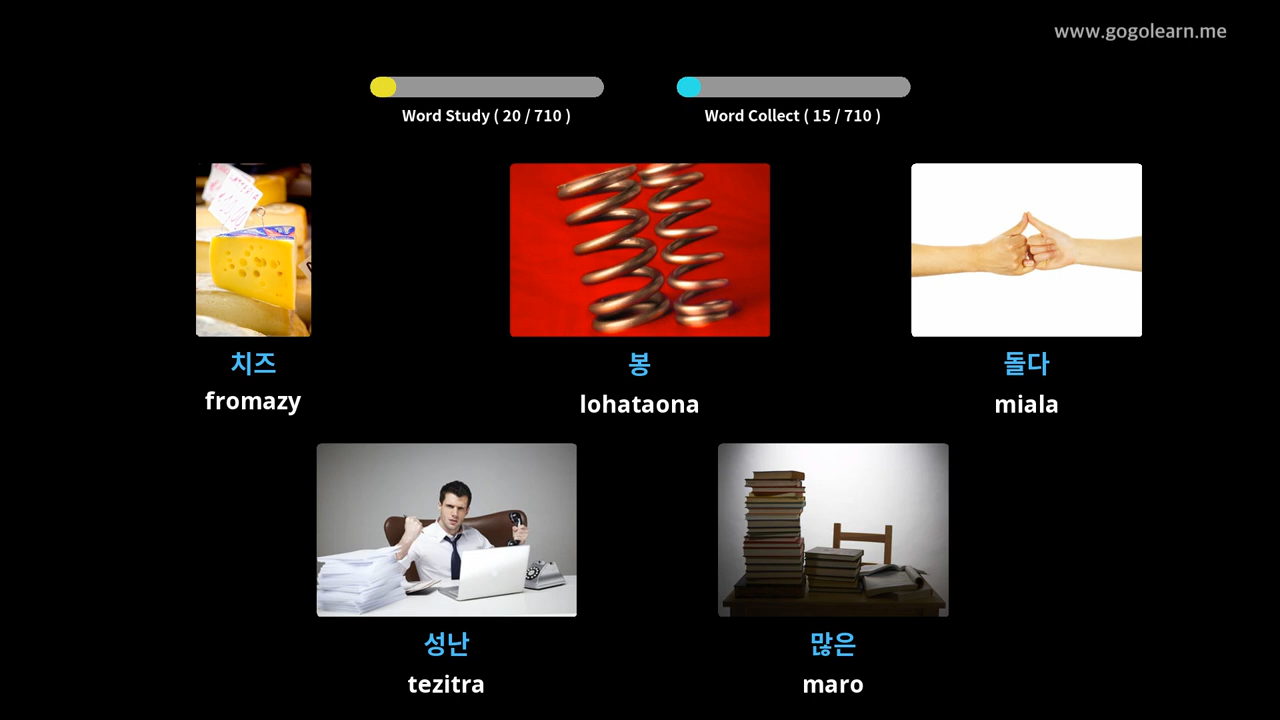 www.gogolearn.me
Word Study ( 20 / 710 )
Word Collect ( 15 / 710 )
치즈
fromazy
봉
lohataona
돌다
miala
성난
tezitra
많은
maro